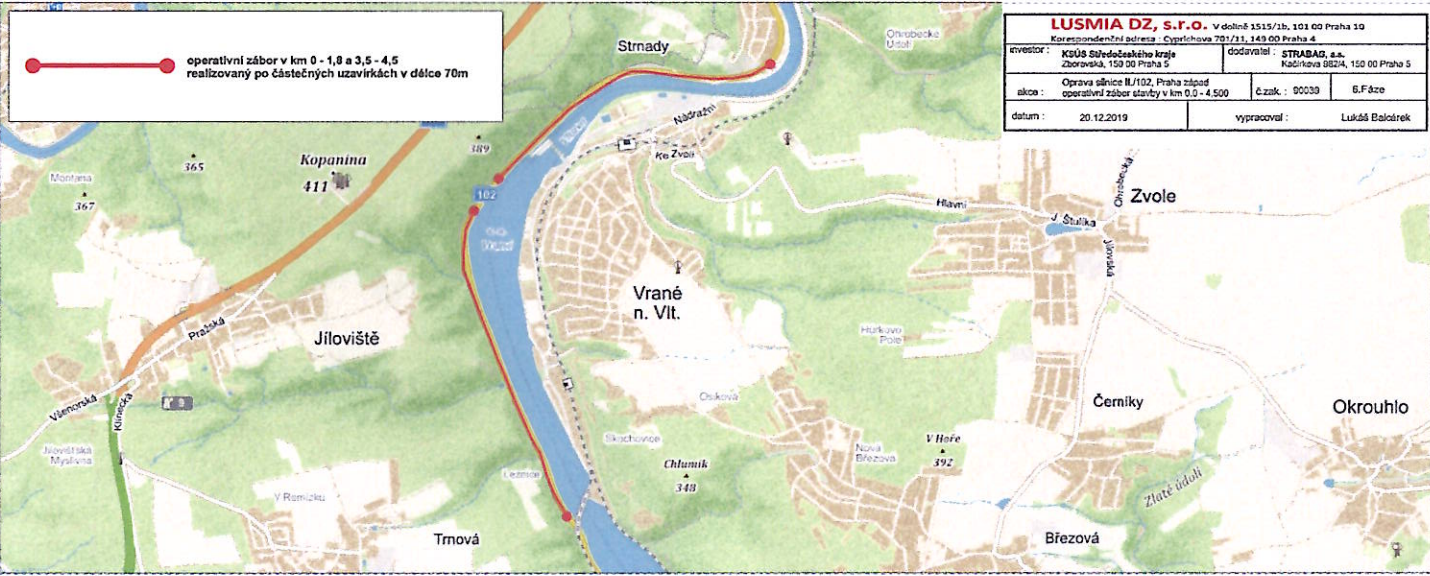 operativní zábor v km 0 - 1,8 a 3,5 - 4,5
realizovaný po částečných uzavírkách v délce 70m
LUSMIA DZ, s.r.o. V dolině 1515/1b, 101 00 Praha 10
Korespondenční adresa : Cyprichova 701/11, 149 00 Praha 4
investor : KSÚS Středočeského kraje
Zborovská, 150 00 Praha 5
dodavatel : STRABAG, a.s.
Kačírkova 982/4, 150 00 Praha 5
akce : Oprava silnice II./102, Praha západ
operativní zábor stavby v km 0,0 - 4,500
č.zak. : 90039
6.Fáze
datum : 20.12.2019
vypracoval : Lukáš Balcárek
Strnady
Ohrobecké
Údolí
Nádražní
Ke Zvoli
389
Kopanina
411
365
Montana
367
102
Hlavní
J. Štulíka
Ohrobecká
Zvole
Jílovská
Vrané
n. Vlt.
Jíloviště
Pražská
Všenorská
Klínecká
Jílovišťská
Myslivna
Hůrkovo
Pole
Osíkova
Skochovice
Černíky
Okrouhlo
Nová
Březová
V Hoře
392
Chlumík
348
Zlaté údolí
V Remízku
Trnová
Březová